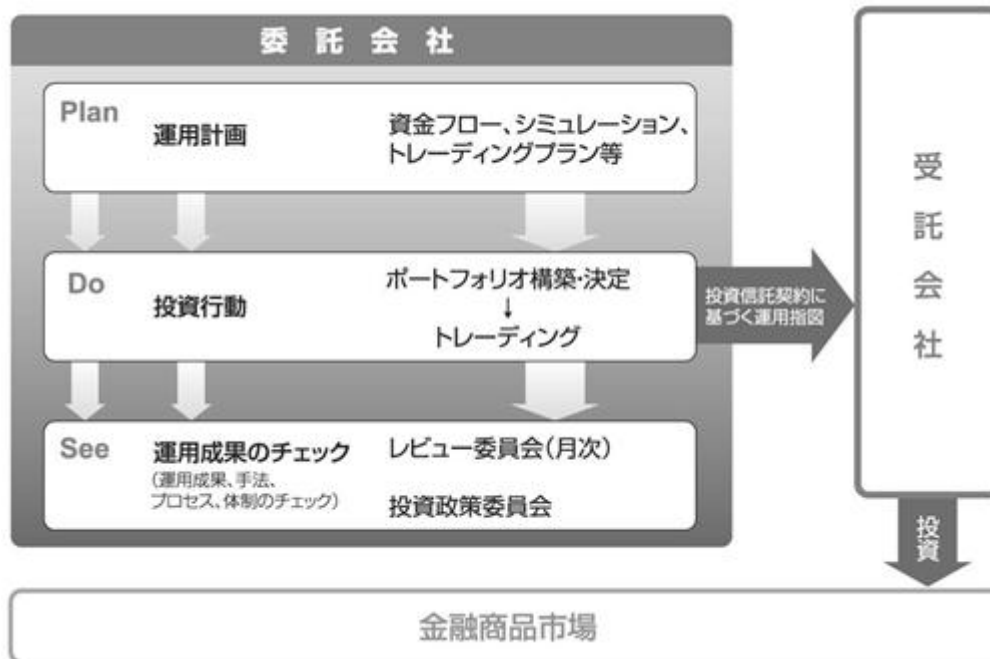 委託会社
Plan
運用計画
資金フロー、シミュレーション、
トレーディングプラン等
Do
投資行動
ポートフォリオ構築・決定
↓
トレーディング
投資信託契約に
基づく運用指図
受託会社
See
運用成果のチェック
(運用成果、手法、
プロセス、体制のチェック)
レビュー委員会(月次)
投資政策委員会
投資
金融商品市場